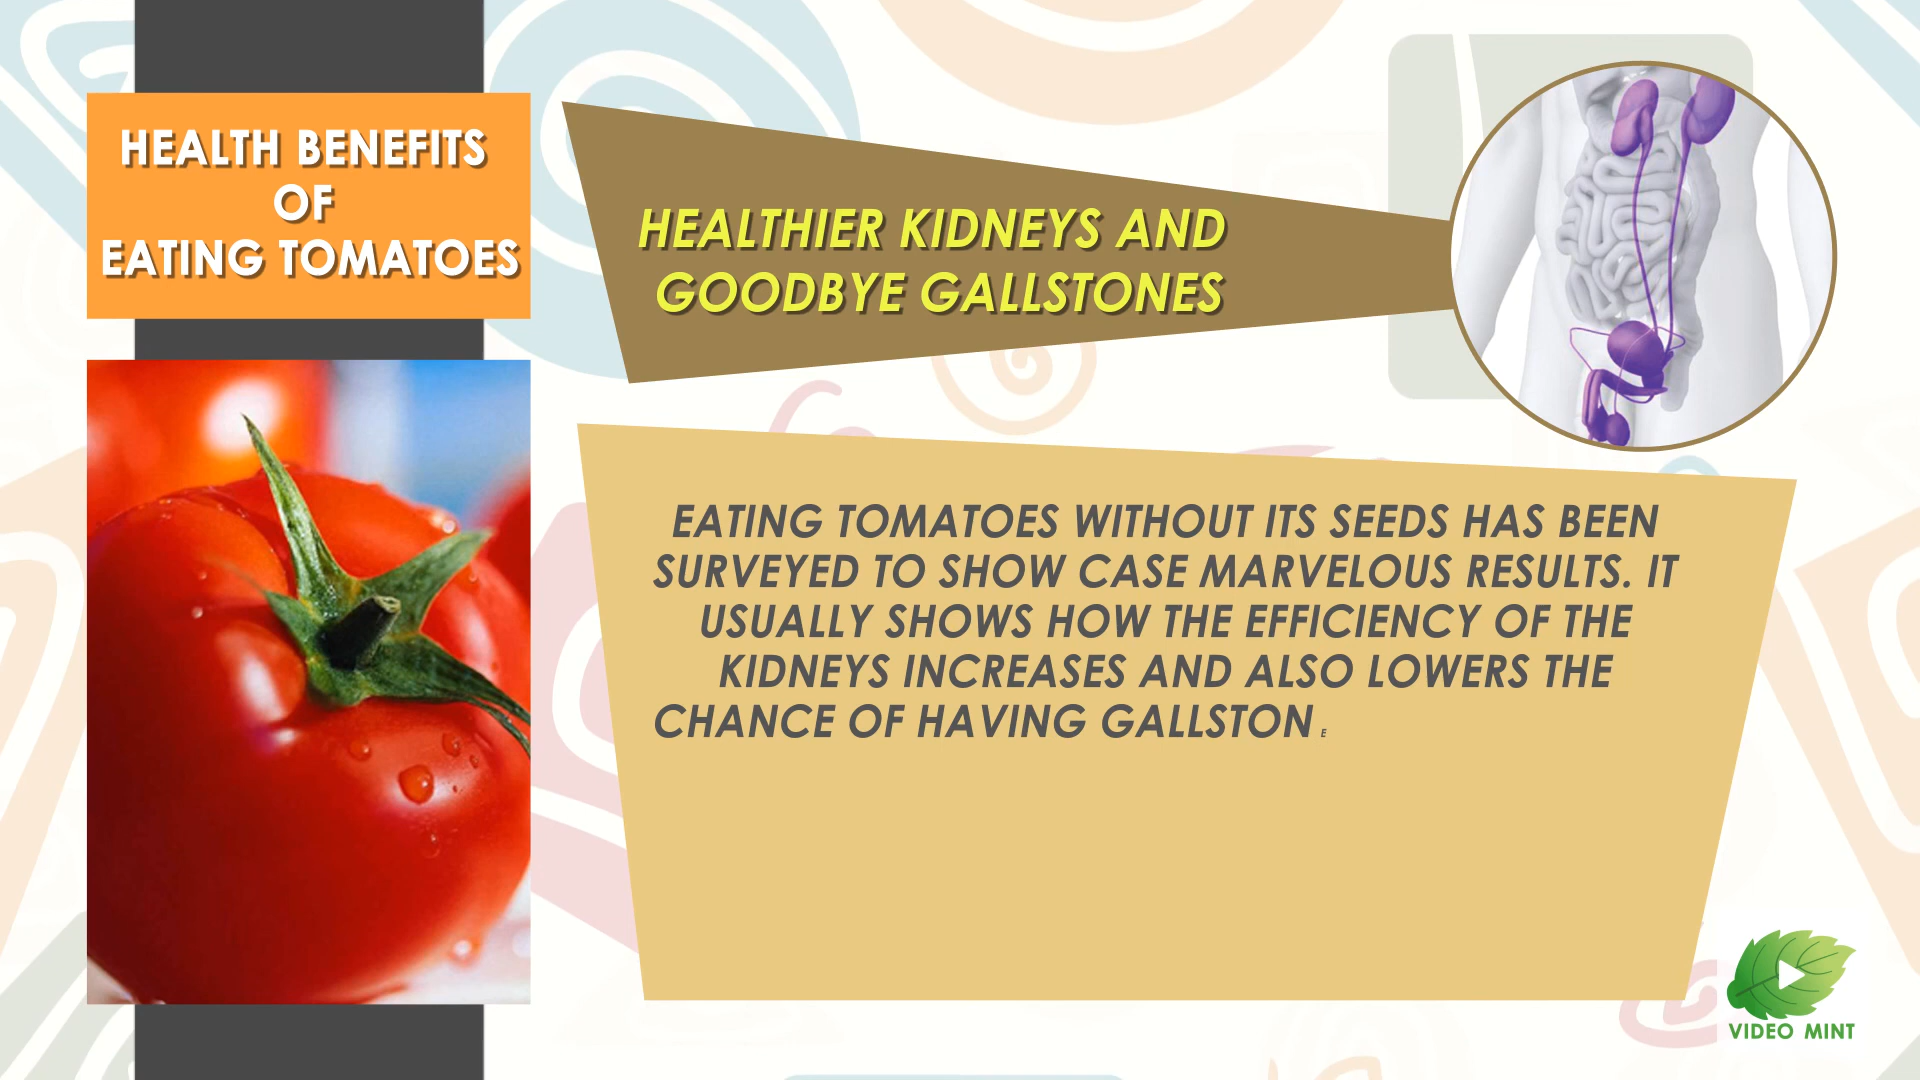 HEALTH BENEFITS
OF
EATING TOMATOES
HEALTHIER KIDNEYS AND
GOODBYE GALLSTONES
EATING TOMATOES WITHOUT ITS SEEDS HAS BEEN
SURVEYED TO SHOW CASE MARVELOUS RESULTS. IT
USUALLY SHOWS HOW THE EFFICIENCY OF THE
KIDNEYS INCREASES AND ALSO LOWERS THE
CHANCE OF HAVING GALLSTONE
VIDEO MINT